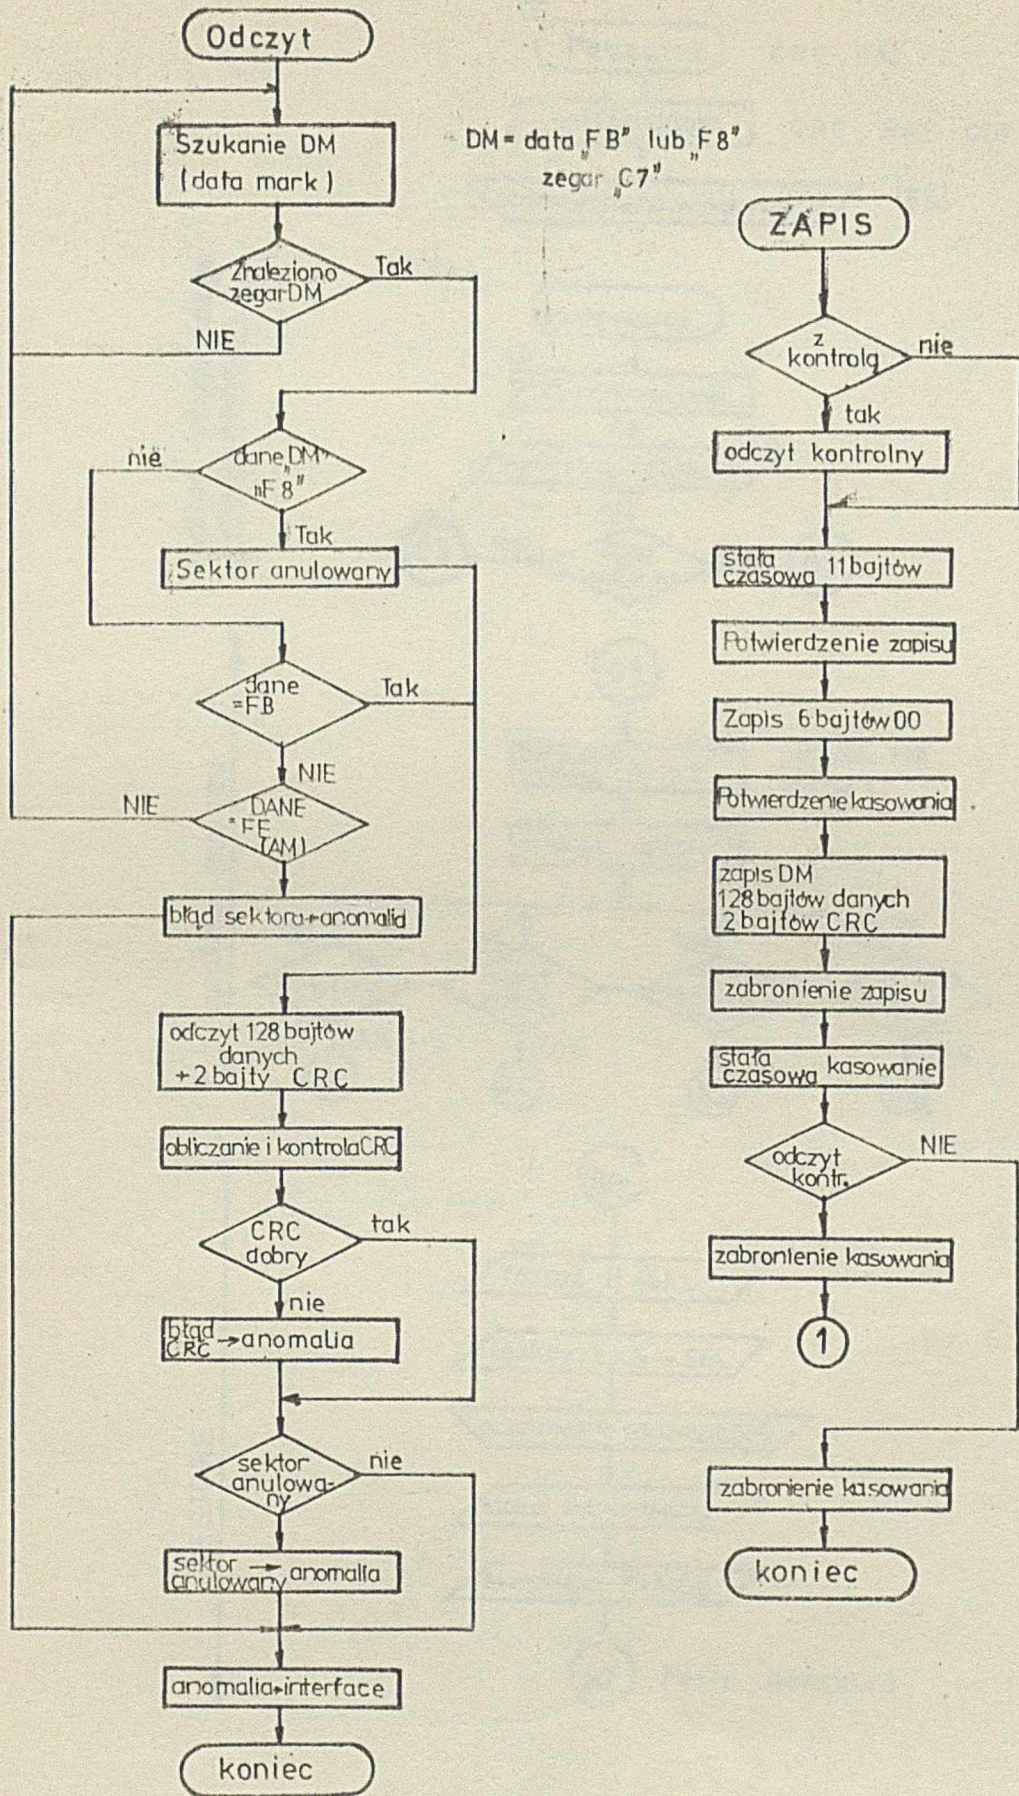 Odczyt
Szukanie DM
(data mark)
DM = data „FB" lub „F8"
zegar „C7"
Znaleziono
zegar DM
Tak
NIE
dane „DM"
„F8"
nie
Tak
Sektor anulowany
dane
=FB
Tak
NIE
DANE
"FE
(AM)
NIE
błąd sektora→anomalia
odczyt 128 bajtów
danych
+2 bajty CRC
obliczanie i kontrola CRC
CRC
dobry
tak
nie
błąd
CRC → anomalia
sektor
anulowa-
ny
nie
sektor
anulowany → anomalia
anomalia→interface
koniec
ZAPIS
z
kontrolą
nie
tak
odczyt kontrolny
stała
czasowa 11 bajtów
Potwierdzenie zapisu
Zapis 6 bajtów 00
Potwierdzenie kasowania
zapis DM
128 bajtów danych
2 bajtów CRC
zabronienie zapisu
stała
czasowa kasowanie
odczyt
kontr.
NIE
zabronienie kasowania
1
zabronienie kasowania
koniec